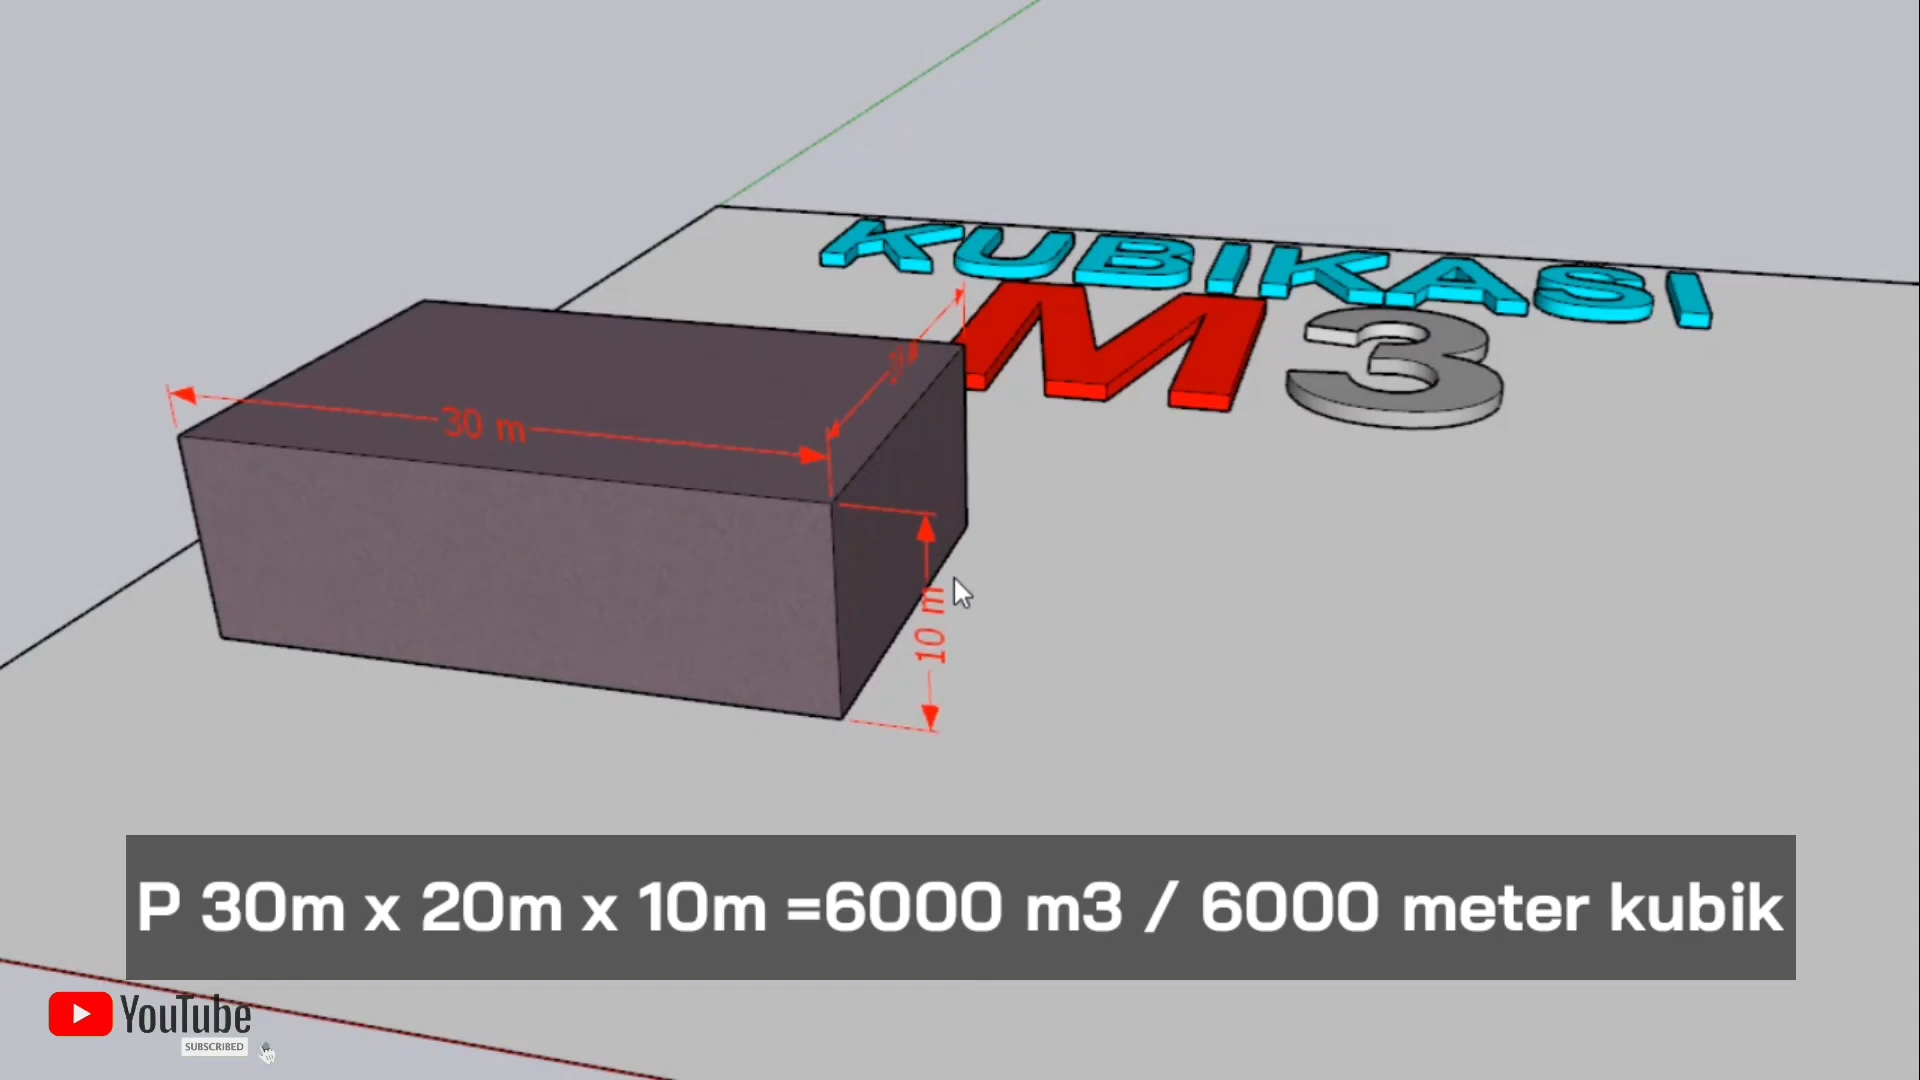 KUBIKASI
M3
30 m
10 m
P 30m x 20m x 10m =6000 m3 / 6000 meter kubik
YouTube
SUBSCRIBED